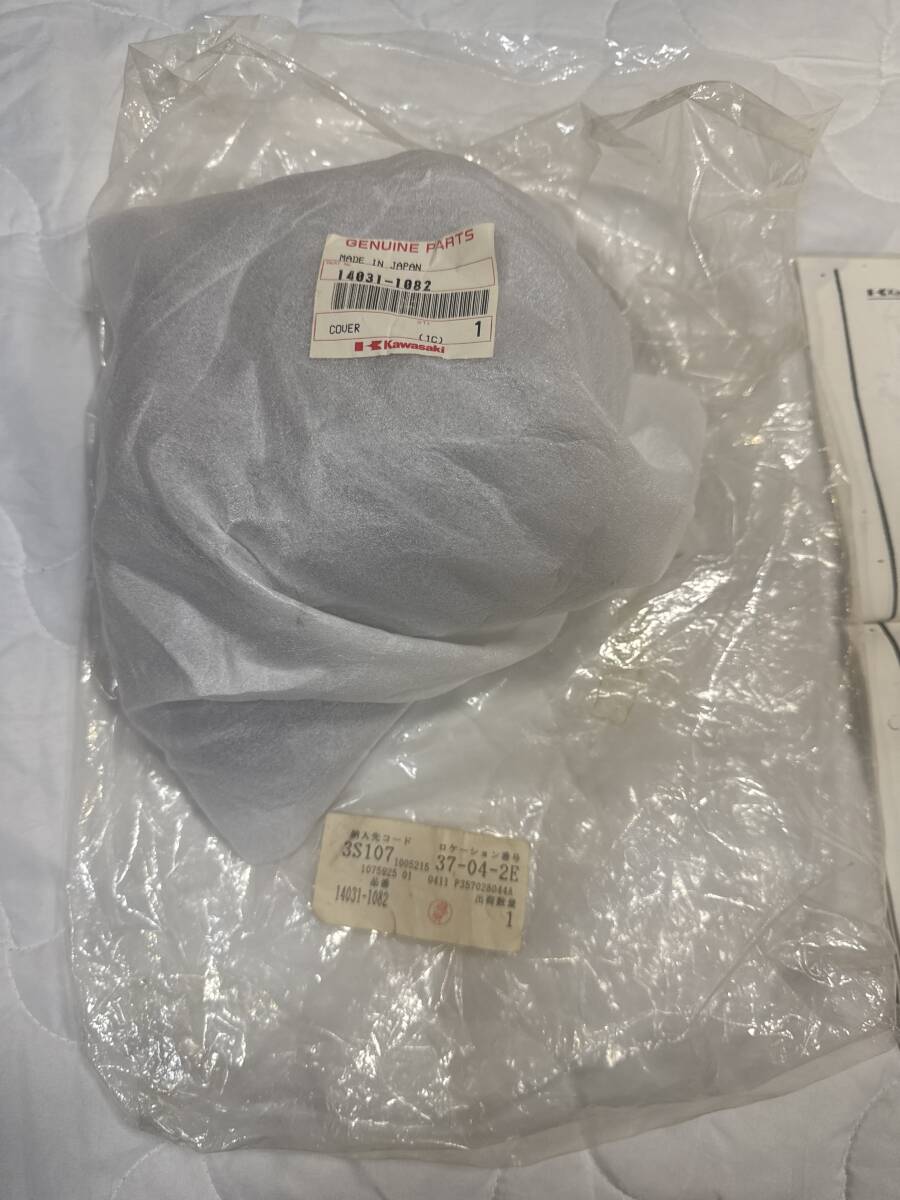 GENUINE PARTS
MADE IN JAPAN
14031-1082
COVER
(1C)
1
Kawasaki
納入先コード ロケーション番号
3S107 1005215 37-04-2E
1075925 01 0411 P357028044A
品番 出荷数量
14031-1082 1